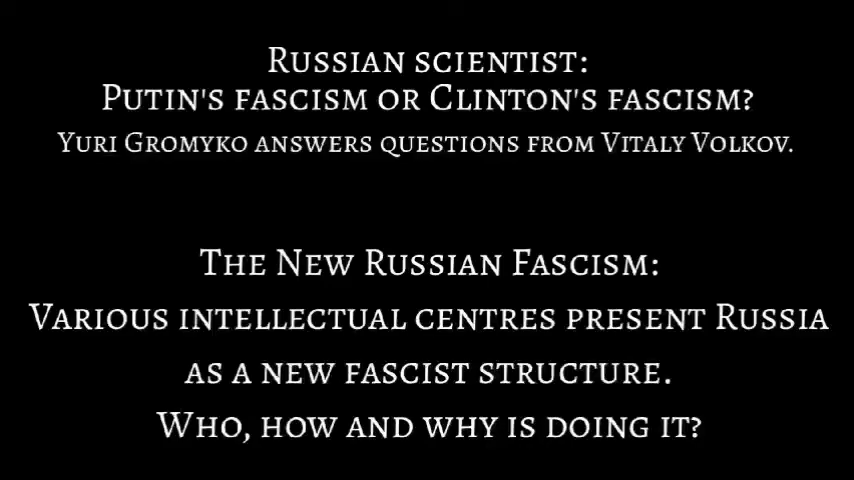 Russian scientist:
Putin's fascism or Clinton's fascism?
Yuri Gromyko answers questions from Vitaly Volkov.
The New Russian Fascism:
Various intellectual centres present Russia
as a new fascist structure.
Who, how and why is doing it?